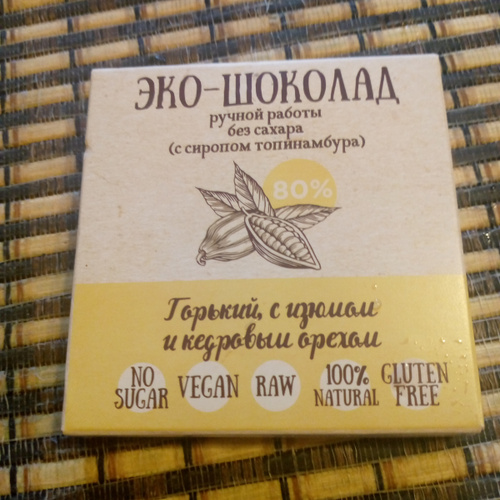 ЭКО-ШОКОЛАД
ручной работы
без сахара
(с сиропом топинамбура)
80%
Горький, с изюмом
и кедровым орехом
NO SUGAR
VEGAN
RAW
100% NATURAL
GLUTEN FREE